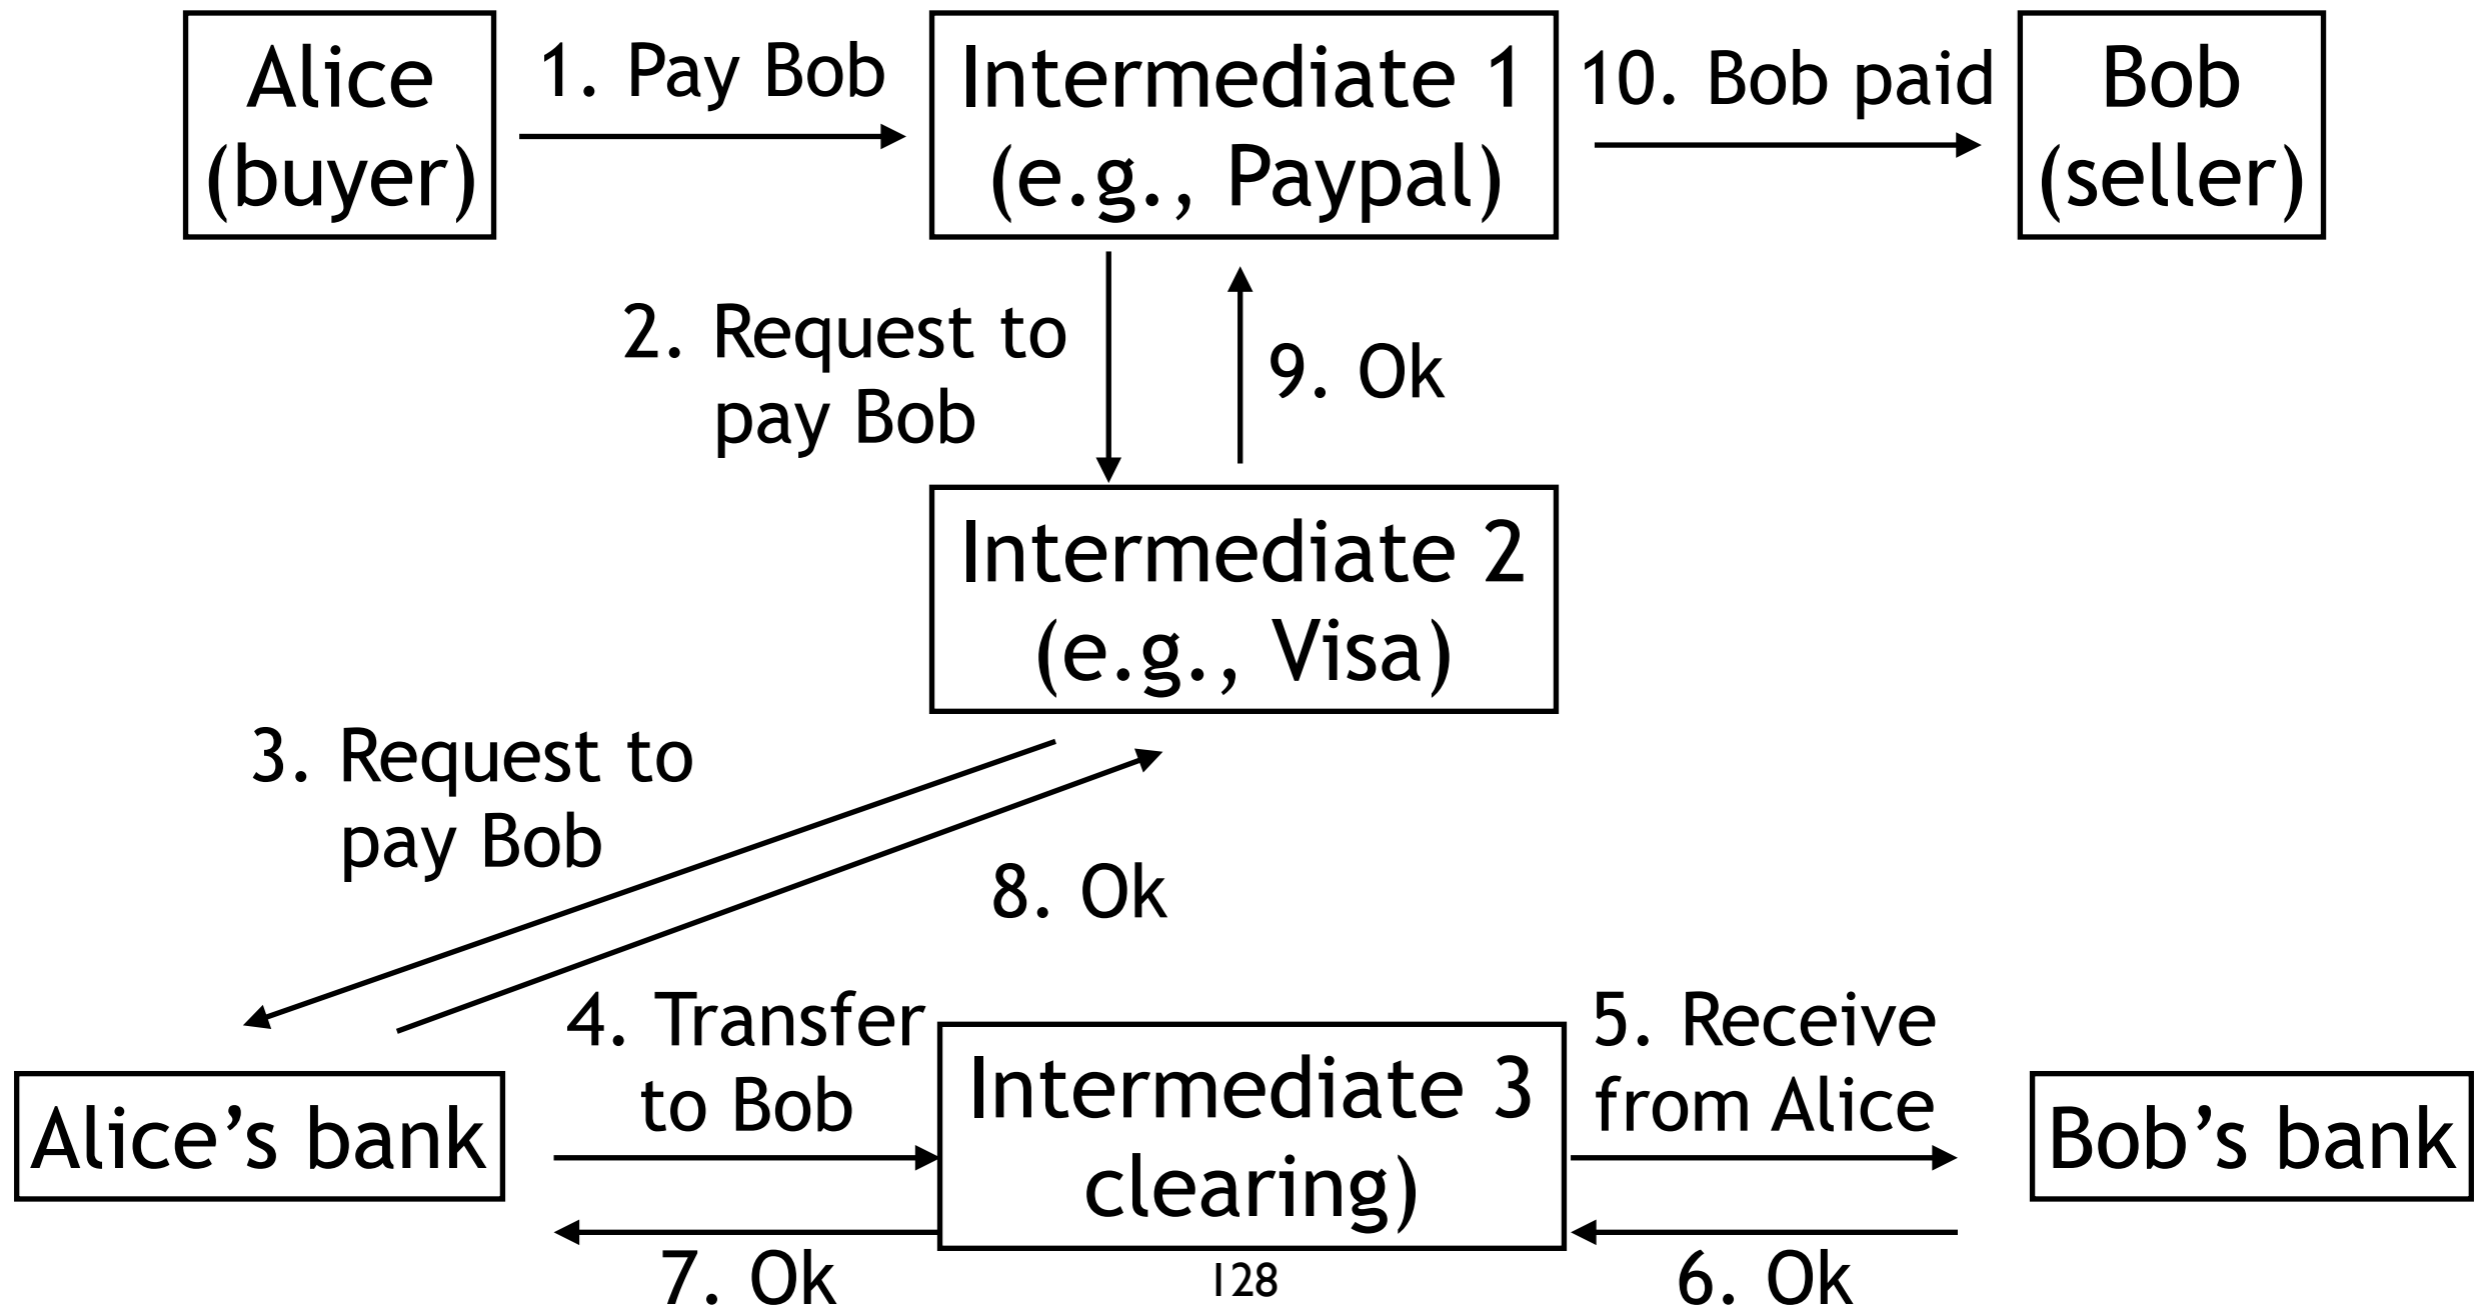 Alice
(buyer)
1. Pay Bob
Intermediate 1
(e.g., Paypal)
10. Bob paid
Bob
(seller)
2. Request to
pay Bob
9. Ok
Intermediate 2
(e.g., Visa)
3. Request to
pay Bob
8. Ok
Alice’s bank
4. Transfer
to Bob
7. Ok
Intermediate 3
clearing)
5. Receive
from Alice
6. Ok
Bob’s bank
128